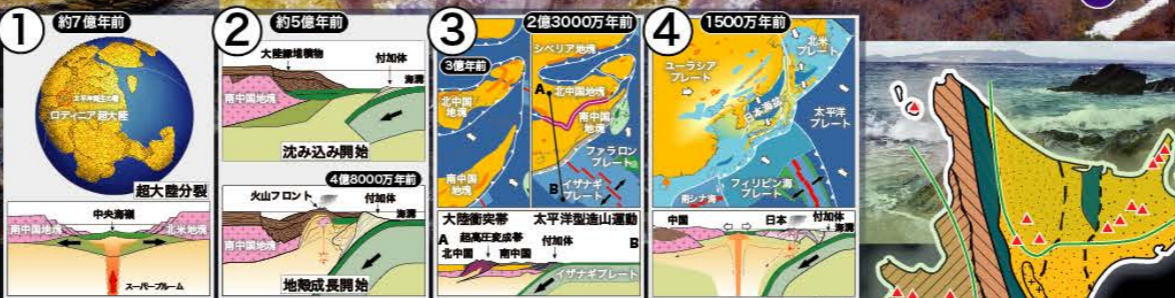 ① 約7億年前
太平洋誕生の場
ロディニア超大陸
超大陸分裂
中央海嶺
南中国地塊
北米地塊
スーパープルーム
② 約5億年前
大陸縁堆積物
付加体
海溝
南中国地塊
沈み込み開始
4億8000万年前
火山フロント
付加体
海溝
南中国地塊
地殻成長開始
③ 2億3000万年前
3億年前
シベリア地塊
A
北中国地塊
北中国地塊
南中国地塊
南中国地塊
ファラロンプレート
イザナギプレート
B
大陸衝突帯 太平洋型造山運動
A 超高圧変成帯 付加体 B
北中国 南中国
イザナギプレート
④ 1500万年前
北米プレート
ユーラシアプレート
日本海盆
太平洋プレート
南シナ海
フィリピン海プレート
中国
日本
付加体
海溝